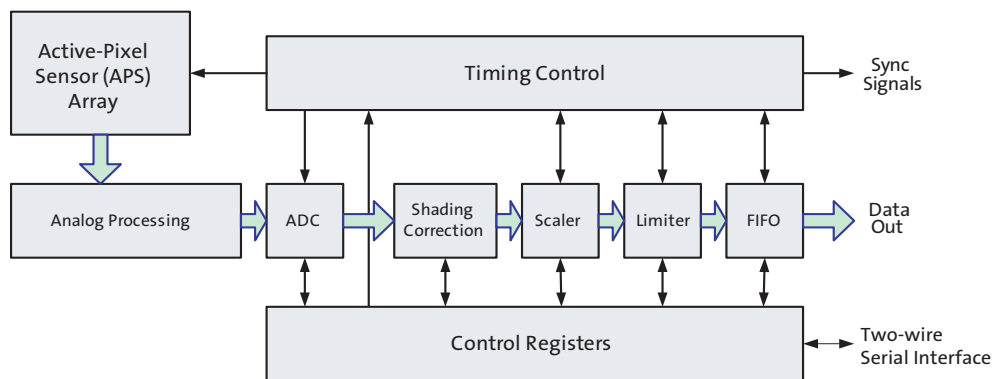 Active-Pixel
Sensor (APS)
Array
Timing Control
Sync
Signals
Analog Processing
ADC
Shading
Correction
Scaler
Limiter
FIFO
Data
Out
Control Registers
Two-wire
Serial Interface